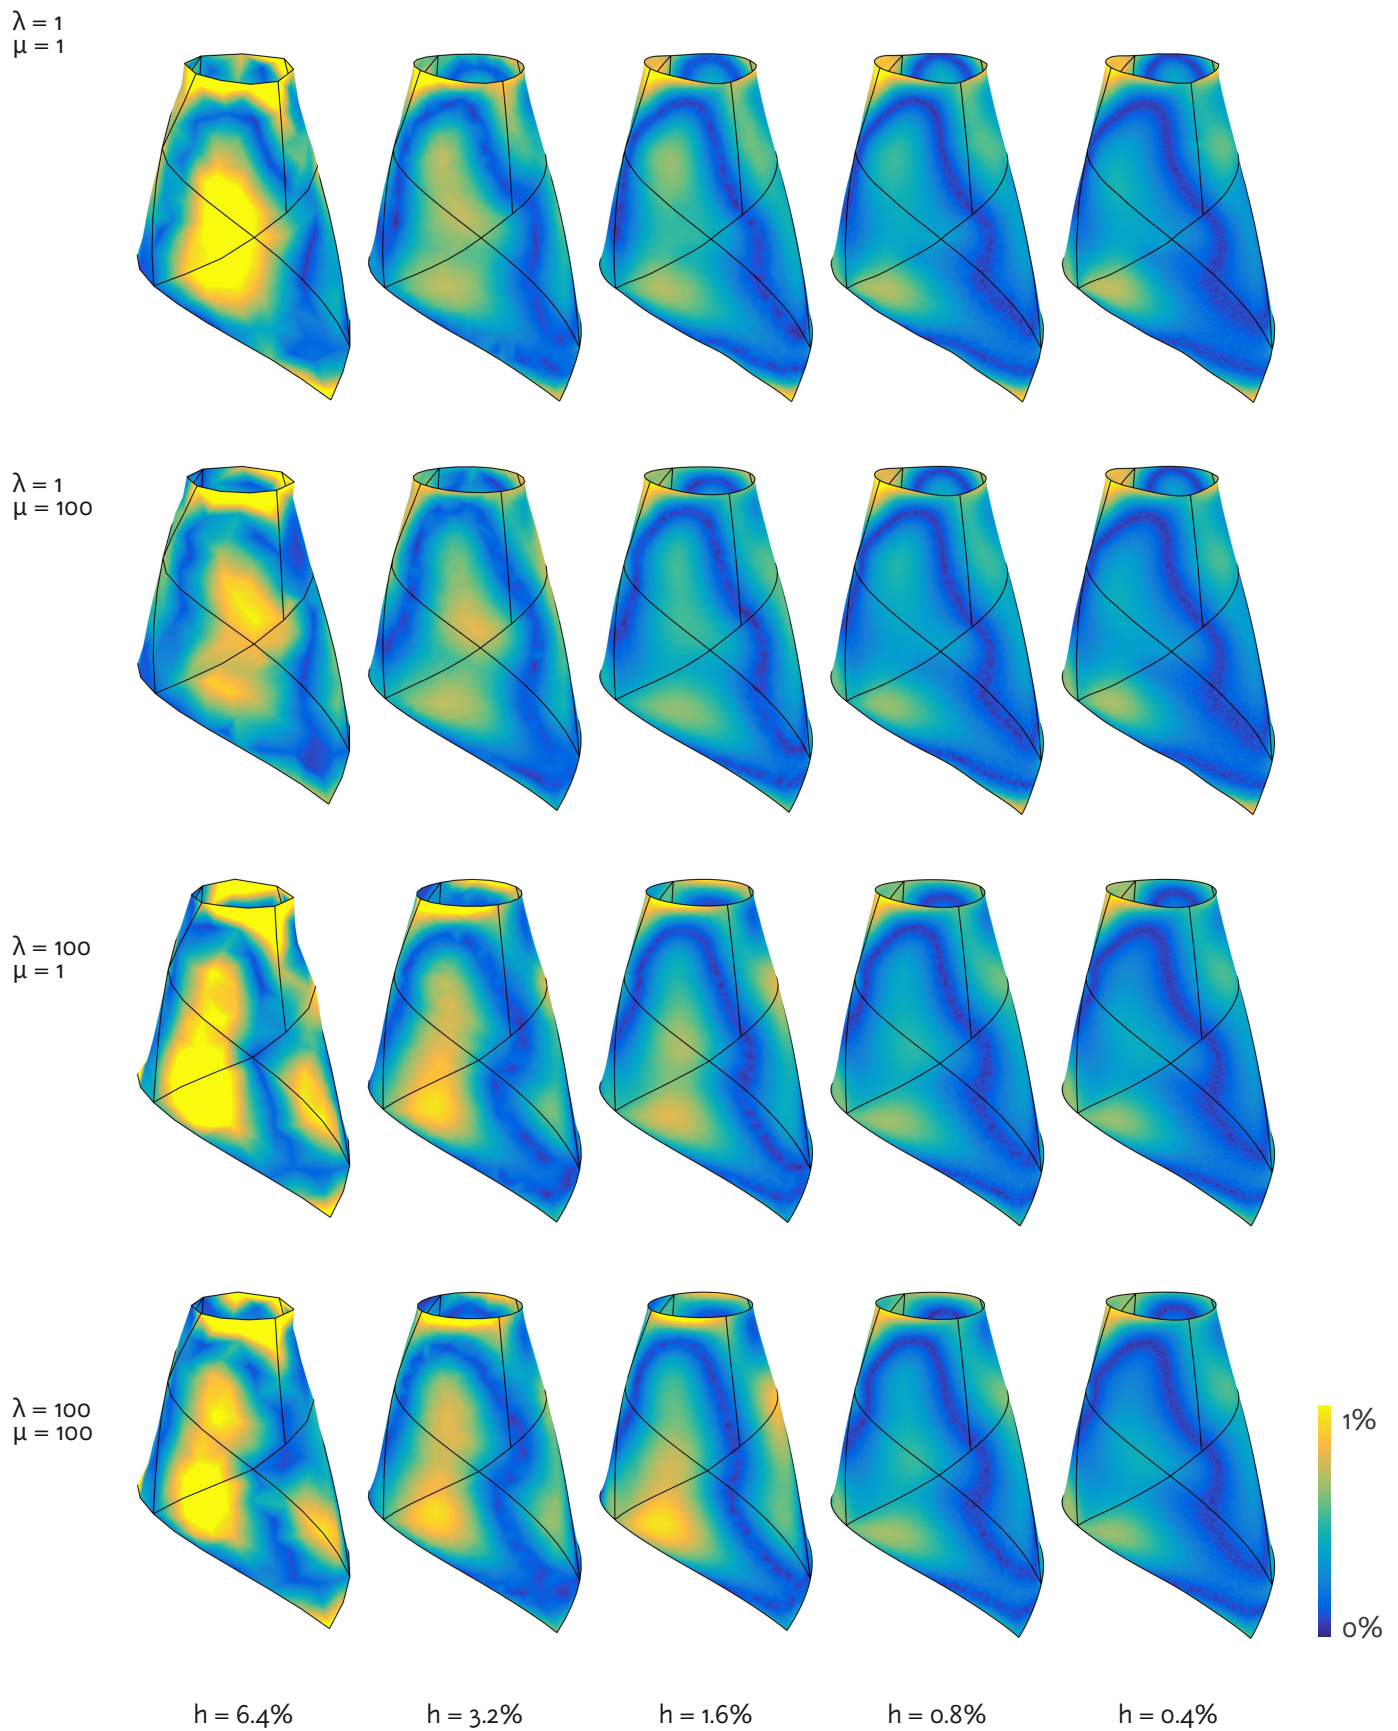 λ = 1
μ = 1
λ = 1
μ = 100
λ = 100
μ = 1
λ = 100
μ = 100
1%
0%
h = 6.4%
h = 3.2%
h = 1.6%
h = 0.8%
h = 0.4%